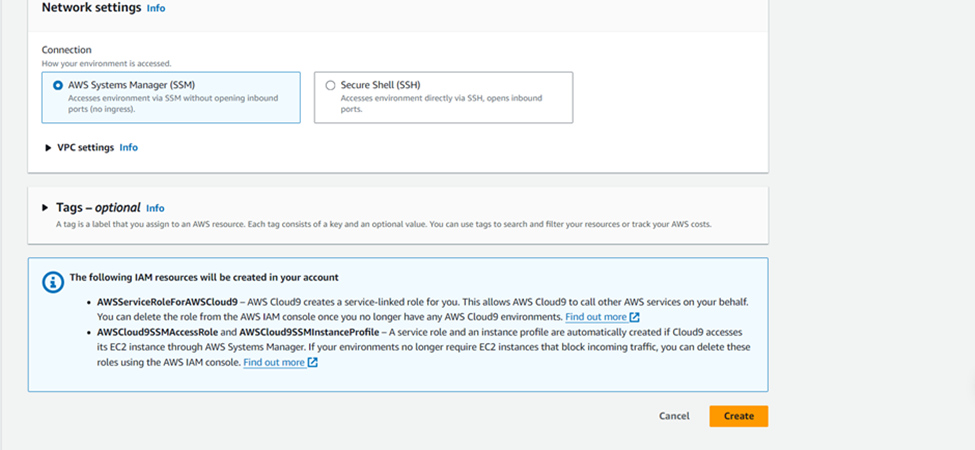 Network settings Info
Connection
How your environment is accessed.
AWS Systems Manager (SSM)
Accesses environment via SSM without opening inbound
ports (no ingress).
Secure Shell (SSH)
Accesses environment directly via SSH, opens inbound
ports.
VPC settings Info
Tags – optional Info
A tag is a label that you assign to an AWS resource. Each tag consists of a key and an optional value. You can use tags to search and filter your resources or track your AWS costs.
The following IAM resources will be created in your account
• AWSServiceRoleForAWSCloud9 – AWS Cloud9 creates a service-linked role for you. This allows AWS Cloud9 to call other AWS services on your behalf.
You can delete the role from the AWS IAM console once you no longer have any AWS Cloud9 environments. Find out more
• AWSCloud9SSMAccessRole and AWSCloud9SSMInstanceProfile – A service role and an instance profile are automatically created if Cloud9 accesses
its EC2 instance through AWS Systems Manager. If your environments no longer require EC2 instances that block incoming traffic, you can delete these
roles using the AWS IAM console. Find out more
Cancel Create